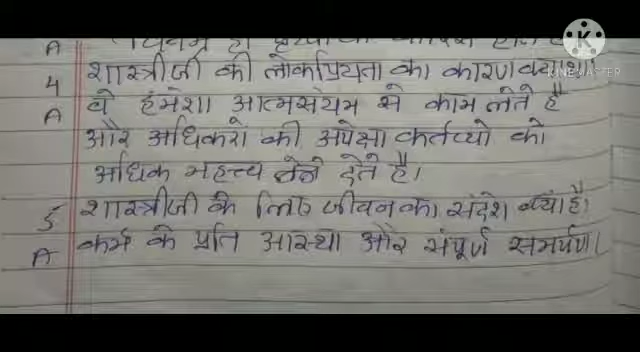 A
4 शास्त्रीजी की लोकप्रियता का कारण क्या था।
A वे हंमेशा आत्मसंयम से काम लेते है
और अधिकारो की अपेक्षा कर्तव्यो को
अधिक महत्त्व देते है।
5 शास्त्रीजी के लिए जीवन का संदेश क्या है।
A कर्म के प्रति आस्था और संपूर्ण समर्पण।
KINEMASTER